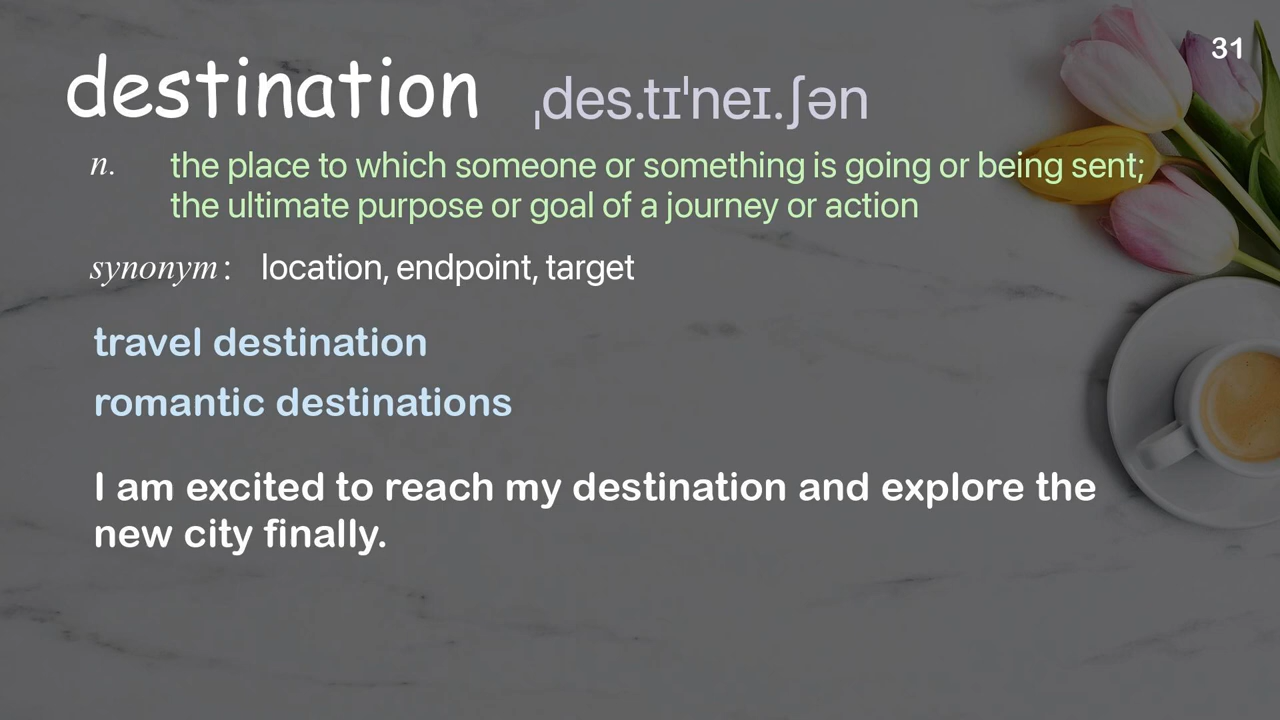 31
destination ˌdes.tɪˈneɪ.ʃən
n. the place to which someone or something is going or being sent;
the ultimate purpose or goal of a journey or action
synonym: location, endpoint, target
travel destination
romantic destinations
I am excited to reach my destination and explore the
new city finally.